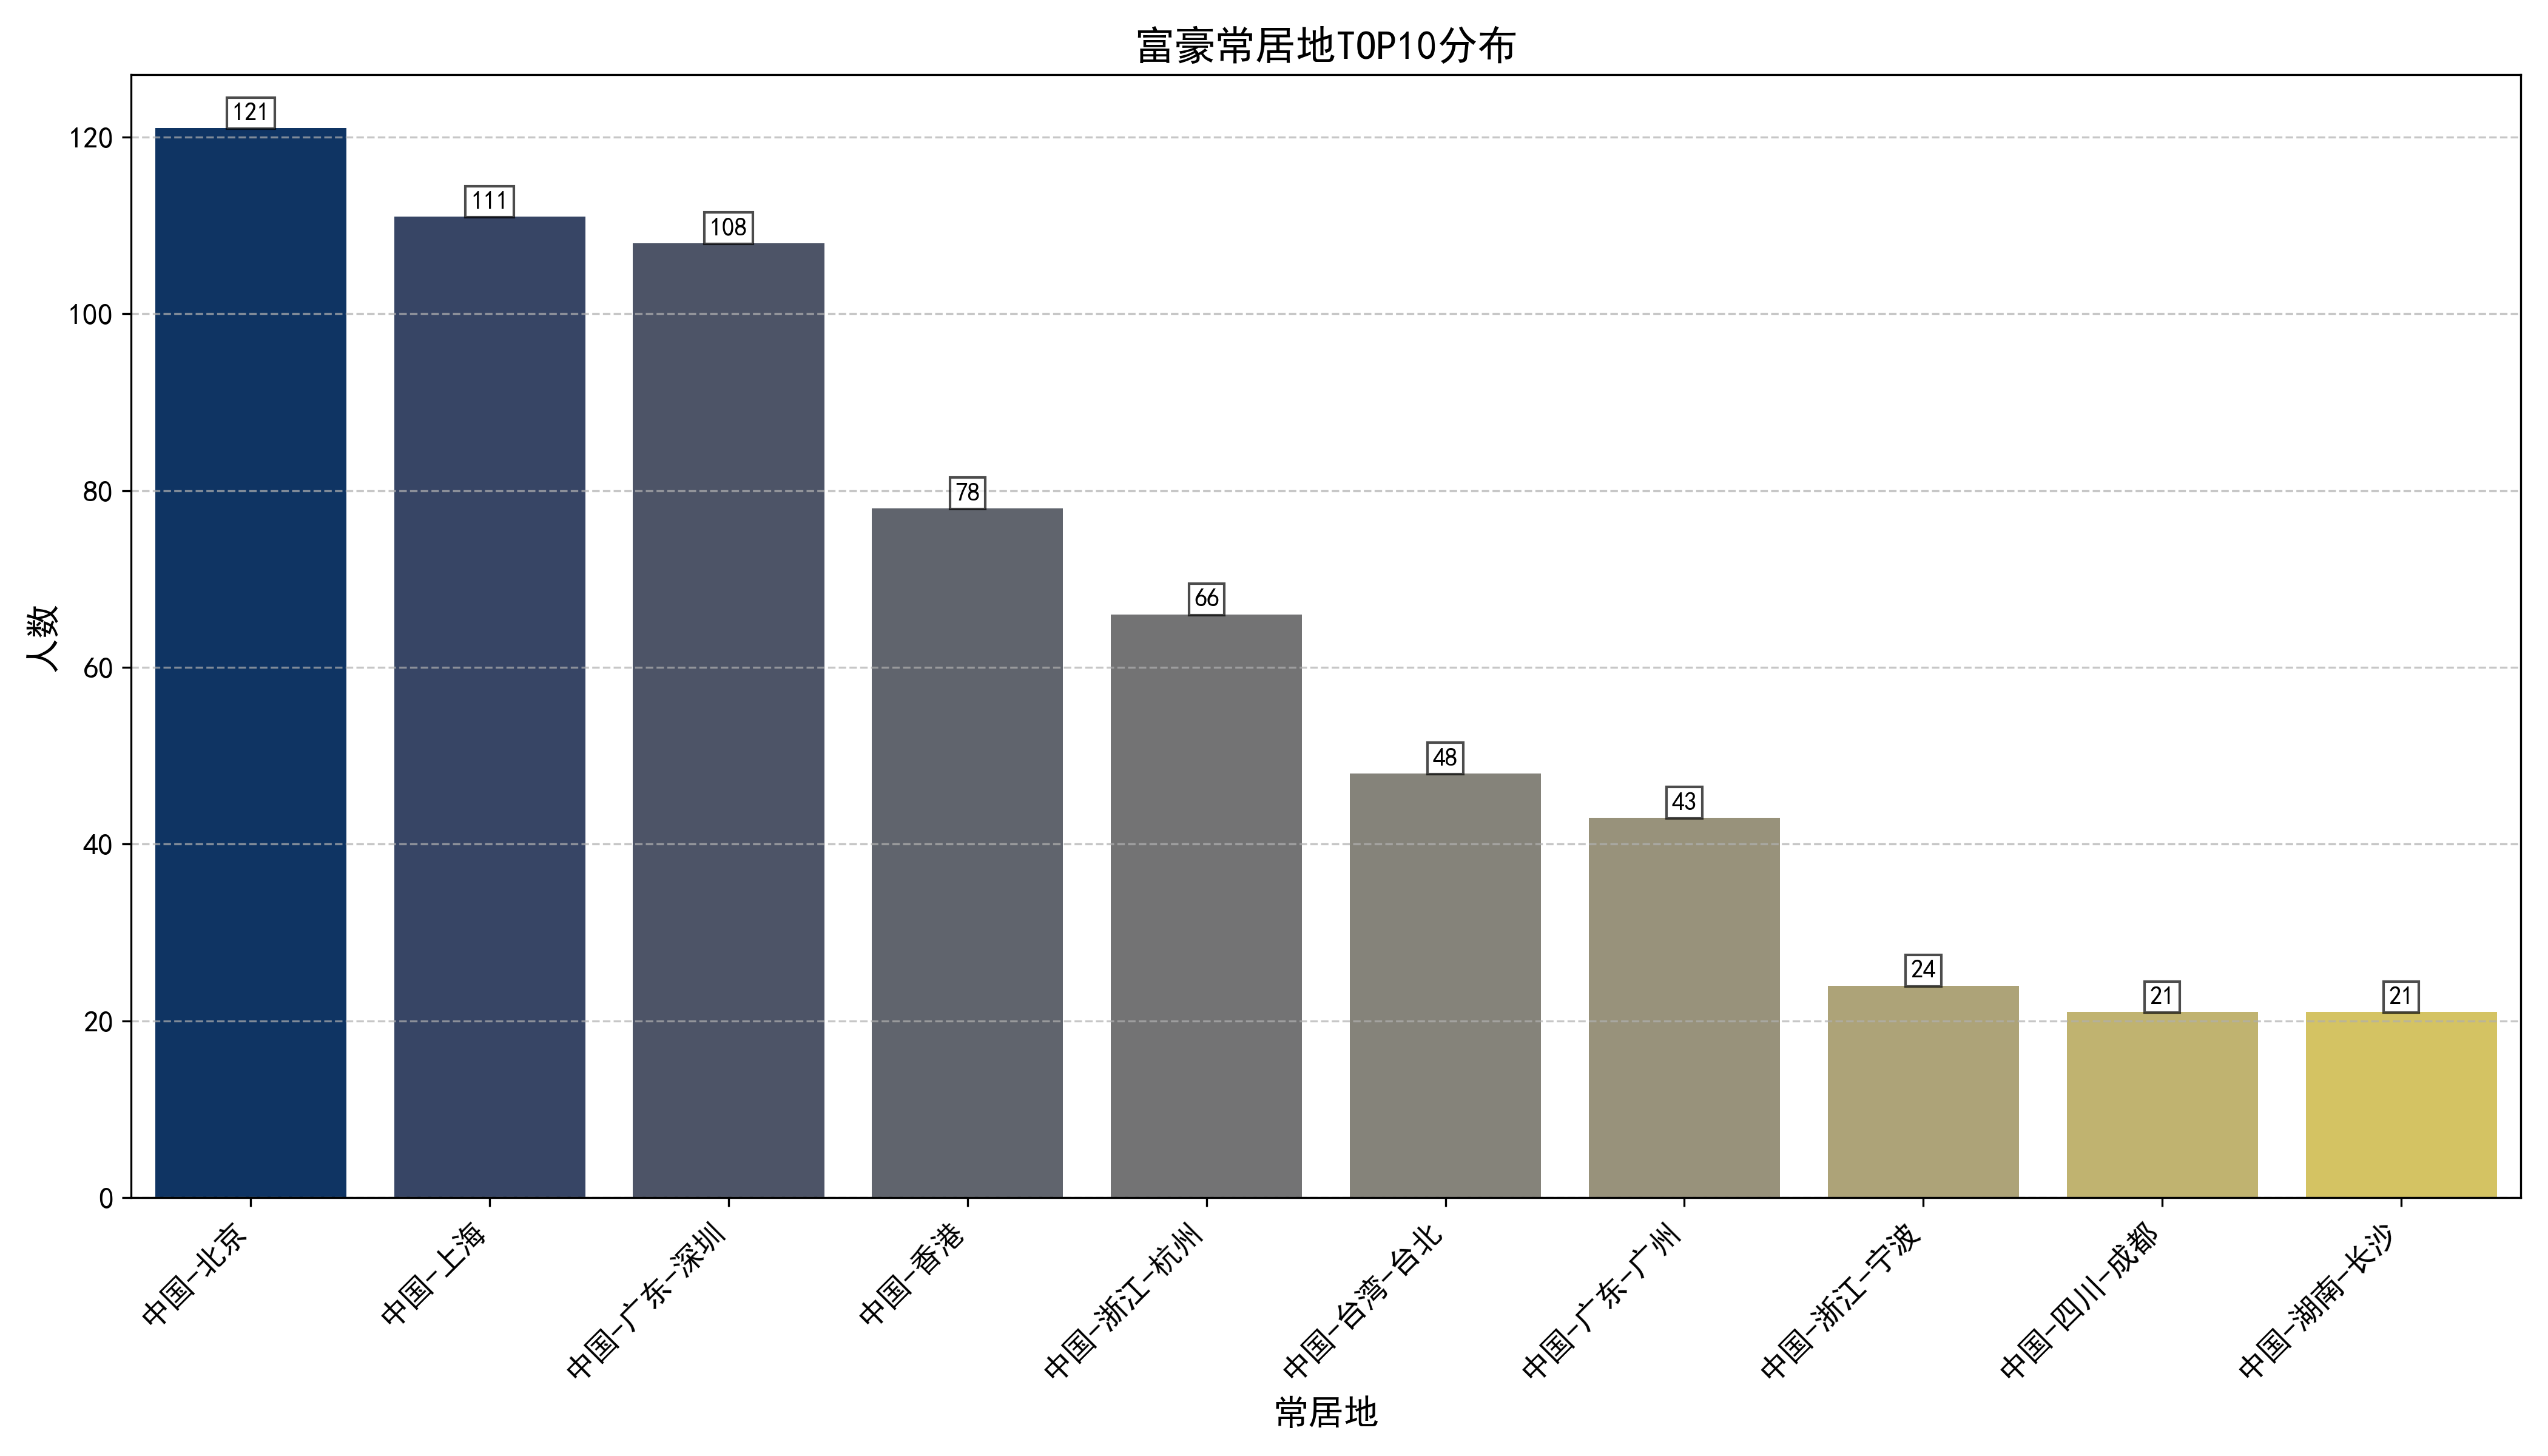 富豪常居地TOP10分布
人数
120
100
80
60
40
20
0
121
111
108
78
66
48
43
24
21
21
中国-北京
中国-上海
中国-广东-深圳
中国-香港
中国-浙江-杭州
中国-台湾-台北
中国-广东-广州
中国-浙江-宁波
中国-四川-成都
中国-湖南-长沙
常居地